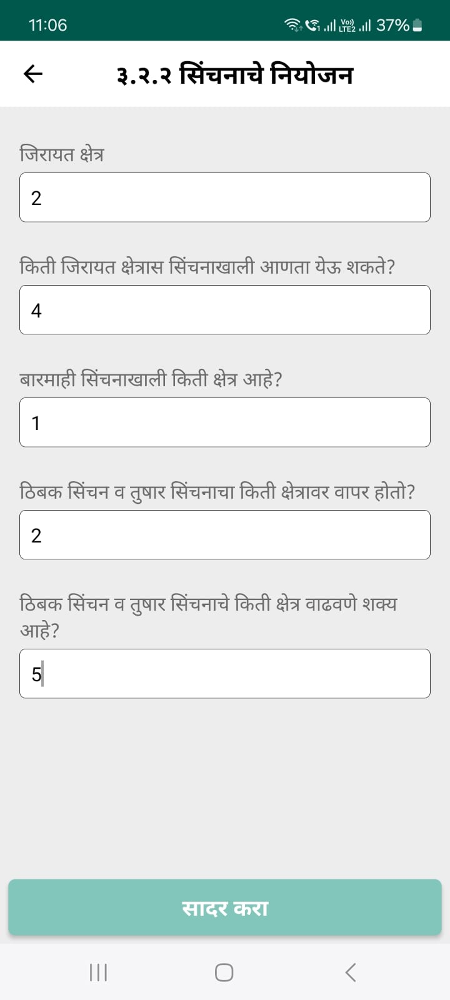 11:06
Vo)) LTE2 37%
३.२.२ सिंचनाचे नियोजन
जिरायत क्षेत्र
2
किती जिरायत क्षेत्रास सिंचनाखाली आणता येऊ शकते?
4
बारमाही सिंचनाखाली किती क्षेत्र आहे?
1
ठिबक सिंचन व तुषार सिंचनाचा किती क्षेत्रावर वापर होतो?
2
ठिबक सिंचन व तुषार सिंचनाचे किती क्षेत्र वाढवणे शक्य
आहे?
5
सादर करा